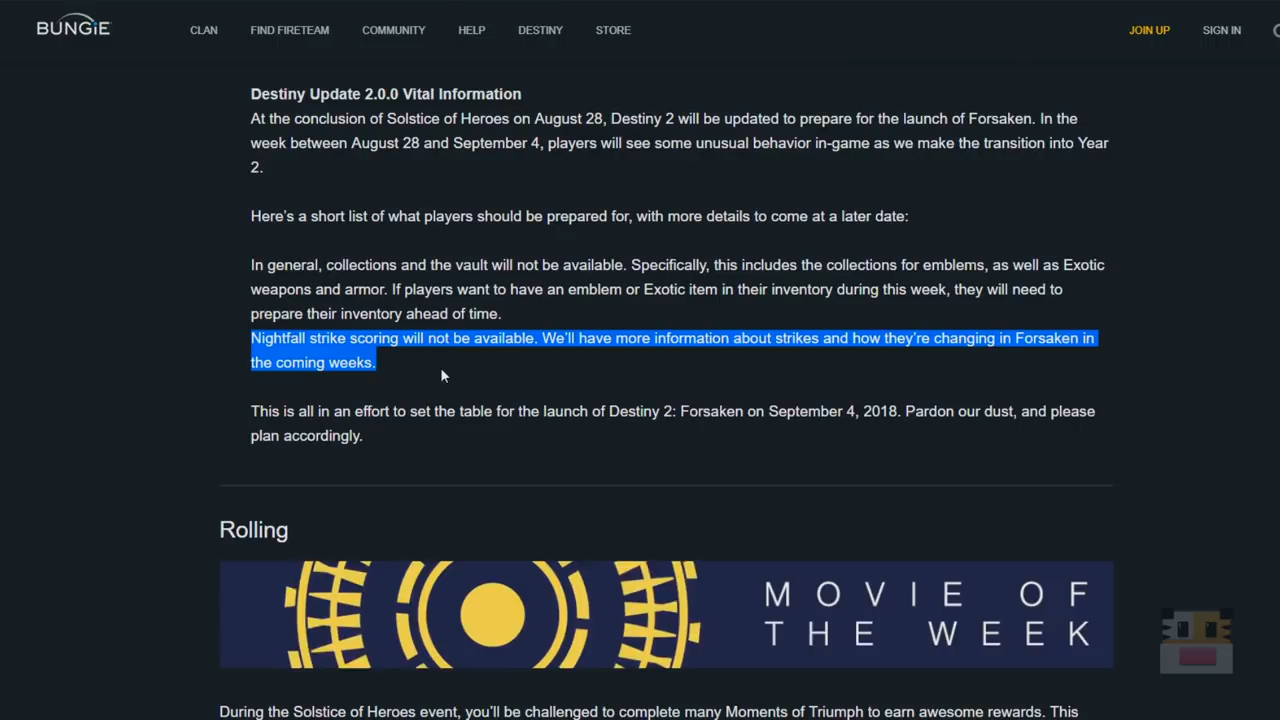 BUNGiE
CLAN FIND FIRETEAM COMMUNITY HELP DESTINY STORE JOIN UP SIGN IN
Destiny Update 2.0.0 Vital Information
At the conclusion of Solstice of Heroes on August 28, Destiny 2 will be updated to prepare for the launch of Forsaken. In the
week between August 28 and September 4, players will see some unusual behavior in-game as we make the transition into Year
2.
Here's a short list of what players should be prepared for, with more details to come at a later date:
In general, collections and the vault will not be available. Specifically, this includes the collections for emblems, as well as Exotic
weapons and armor. If players want to have an emblem or Exotic item in their inventory during this week, they will need to
prepare their inventory ahead of time.
Nightfall strike scoring will not be available. We'll have more information about strikes and how they're changing in Forsaken in
the coming weeks.
This is all in an effort to set the table for the launch of Destiny 2: Forsaken on September 4, 2018. Pardon our dust, and please
plan accordingly.
Rolling
MOVIE OF
THE WEEK
During the Solstice of Heroes event, you'll be challenged to complete many Moments of Triumph to earn awesome rewards. This